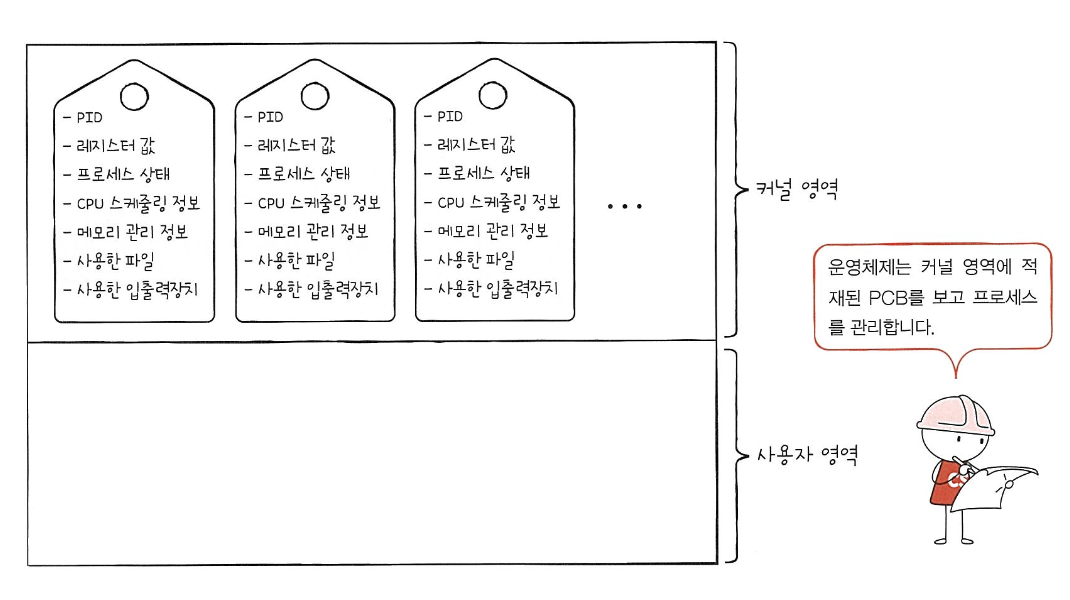 - PID
- 레지스터 값
- 프로세스 상태
- CPU 스케줄링 정보
- 메모리 관리 정보
- 사용한 파일
- 사용한 입출력장치
- PID
- 레지스터 값
- 프로세스 상태
- CPU 스케줄링 정보
- 메모리 관리 정보
- 사용한 파일
- 사용한 입출력장치
- PID
- 레지스터 값
- 프로세스 상태
- CPU 스케줄링 정보
- 메모리 관리 정보
- 사용한 파일
- 사용한 입출력장치
...
커널 영역
운영체제는 커널 영역에 적
재된 PCB를 보고 프로세스
를 관리합니다.
사용자 영역